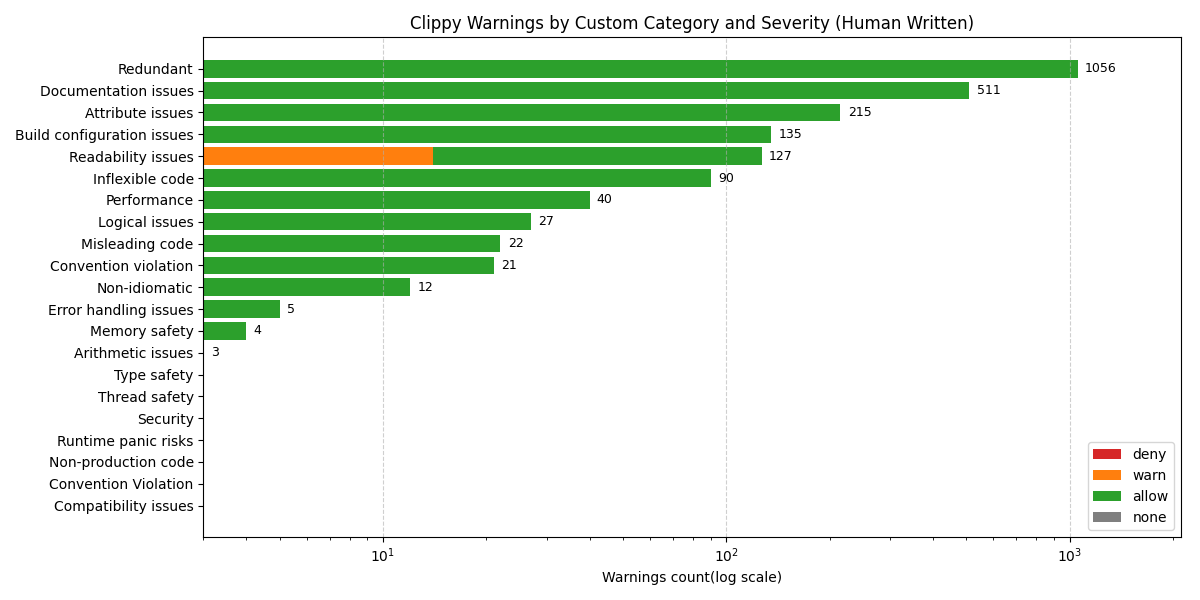 Clippy Warnings by Custom Category and Severity (Human Written)
Redundant 1056
Documentation issues 511
Attribute issues 215
Build configuration issues 135
Readability issues 127
Inflexible code 90
Performance 40
Logical issues 27
Misleading code 22
Convention violation 21
Non-idiomatic 12
Error handling issues 5
Memory safety 4
Arithmetic issues 3
Type safety
Thread safety
Security
Runtime panic risks
Non-production code
Convention Violation
Compatibility issues
deny
warn
allow
none
10¹ 10² 10³
Warnings count(log scale)